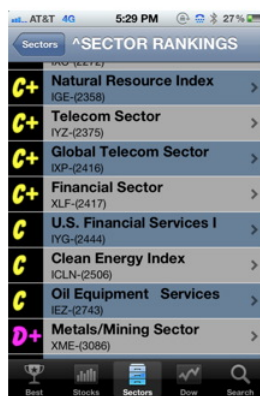 AT&T 4G 5:29 PM 27%
Sectors ^SECTOR RANKINGS
IXC-(2272)
C+ Natural Resource Index
IGE-(2358)
C+ Telecom Sector
IYZ-(2375)
C+ Global Telecom Sector
IXP-(2416)
C+ Financial Sector
XLF-(2417)
C U.S. Financial Services I
IYG-(2444)
C Clean Energy Index
ICLN-(2506)
C Oil Equipment Services
IEZ-(2743)
D+ Metals/Mining Sector
XME-(3086)
Best Stocks Sectors Dow Search